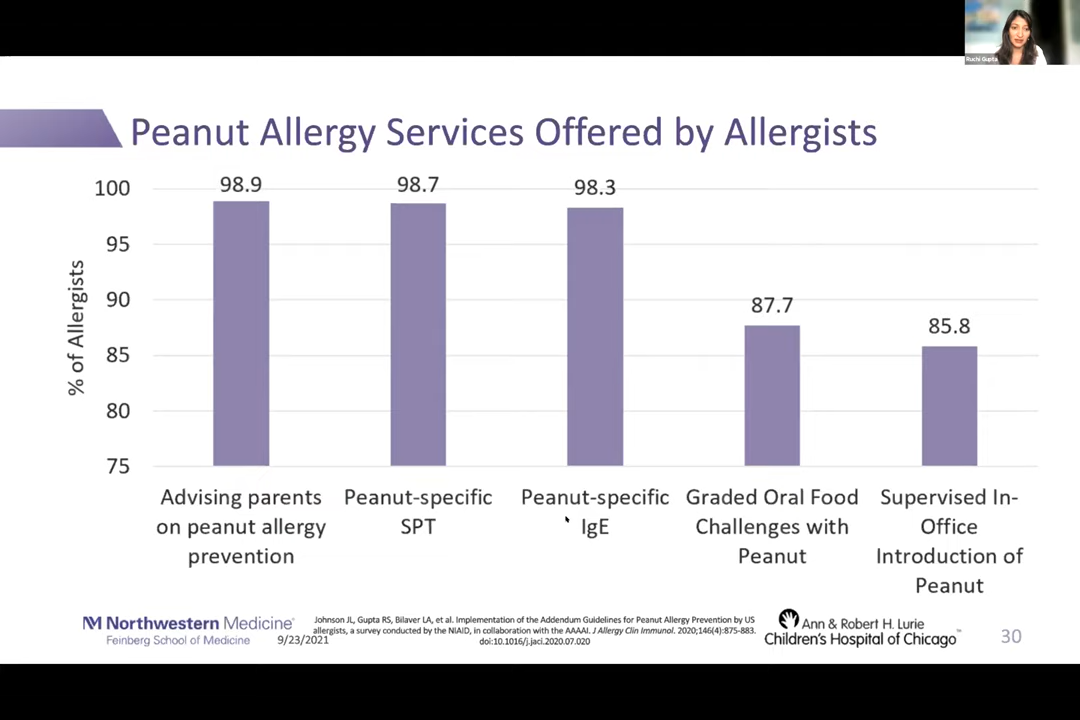 Ruchi Gupta
Peanut Allergy Services Offered by Allergists
% of Allergists
100
95
90
85
80
75
98.9
98.7
98.3
87.7
85.8
Advising parents
on peanut allergy
prevention
Peanut-specific
SPT
Peanut-specific
IgE
Graded Oral Food
Challenges with
Peanut
Supervised In-
Office
Introduction of
Peanut
M Northwestern Medicine
Feinberg School of Medicine
9/23/2021
Johnson JL, Gupta RS, Bilaver LA, et al. Implementation of the Addendum Guidelines for Peanut Allergy Prevention by US
allergists, a survey conducted by the NIAID, in collaboration with the AAAAI. J Allergy Clin Immunol. 2020;146(4):875-883.
doi:10.1016/j.jaci.2020.07.020
Ann & Robert H. Lurie
Children's Hospital of Chicago™
30